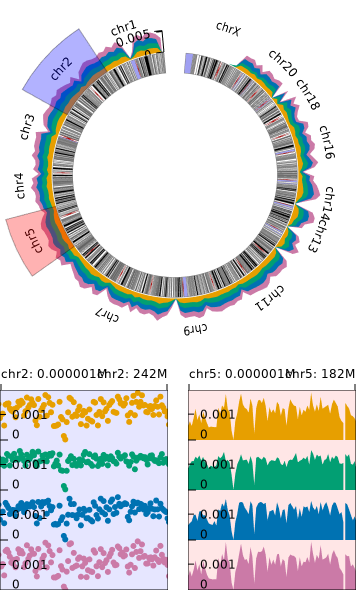 chr1
0.005
0
chrX
chr2
chr20
chr18
chr3
chr16
chr4
chr14
chr13
chr5
chr11
chr7
chr9
chr2: 0.000001M
chr2: 242M
chr5: 0.000001M
chr5: 182M
0.001
0
0.001
0
0.001
0
0.001
0
0.001
0
0.001
0
0.001
0
0.001
0